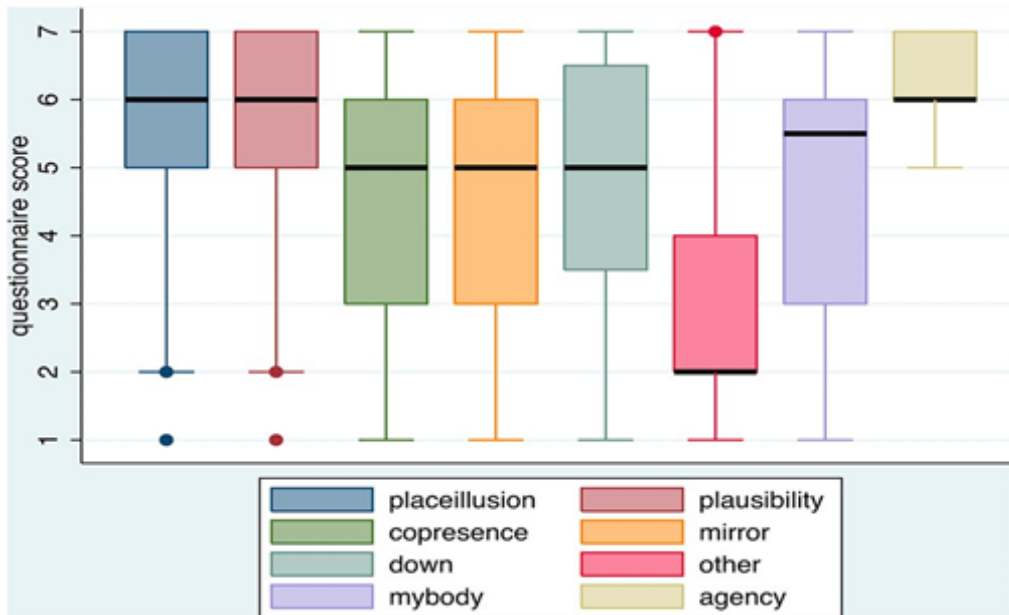 questionnaire score
7
6
5
4
3
2
1
placeillusion plausibility
copresence mirror
down other
mybody agency